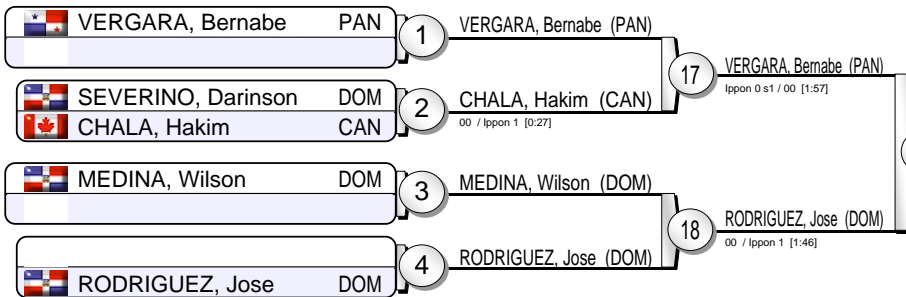 VERGARA, Bernabe PAN
1
VERGARA, Bernabe (PAN)
17
VERGARA, Bernabe (PAN)
Ippon 0 s1 / 00 [1:57]
SEVERINO, Darinson DOM
CHALA, Hakim CAN
2
CHALA, Hakim (CAN)
00 / Ippon 1 [0:27]
MEDINA, Wilson DOM
3
MEDINA, Wilson (DOM)
18
RODRIGUEZ, Jose (DOM)
00 / Ippon 1 [1:46]
RODRIGUEZ, Jose DOM
4
RODRIGUEZ, Jose (DOM)